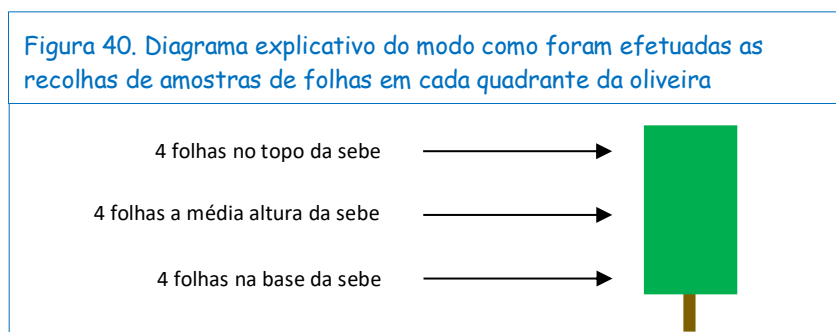 Figura 40. Diagrama explicativo do modo como foram efetuadas as
recolhas de amostras de folhas em cada quadrante da oliveira
4 folhas no topo da sebe
4 folhas a média altura da sebe
4 folhas na base da sebe